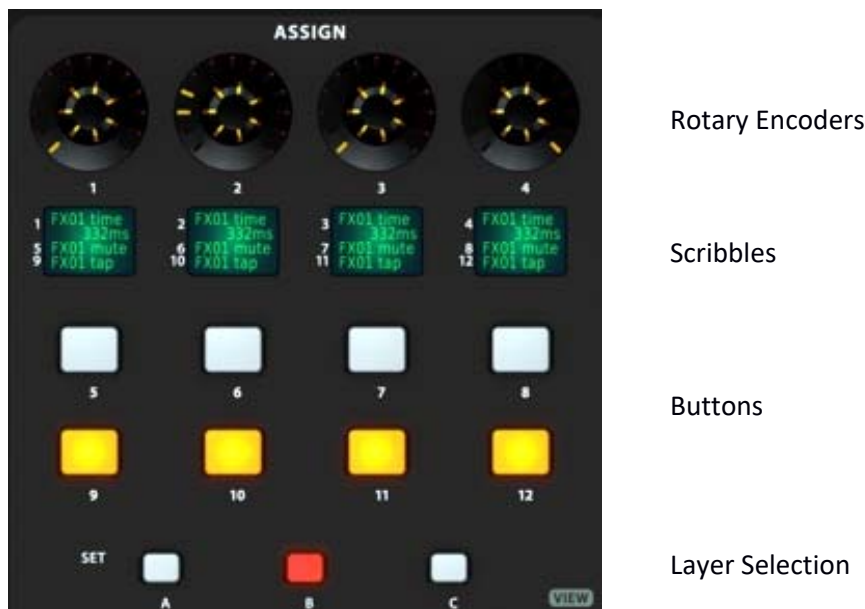 ASSIGN
Rotary Encoders
1 2 3 4
1 FX01 time 2 FX01 time 3 FX01 time 4 FX01 time
332ms 332ms 332ms 332ms
5 FX01 mute 6 FX01 mute 7 FX01 mute 8 FX01 mute
9 FX01 tap 10 FX01 tap 11 FX01 tap 12 FX01 tap
Scribbles
5 6 7 8
Buttons
9 10 11 12
SET
Layer Selection
A B C VIEW